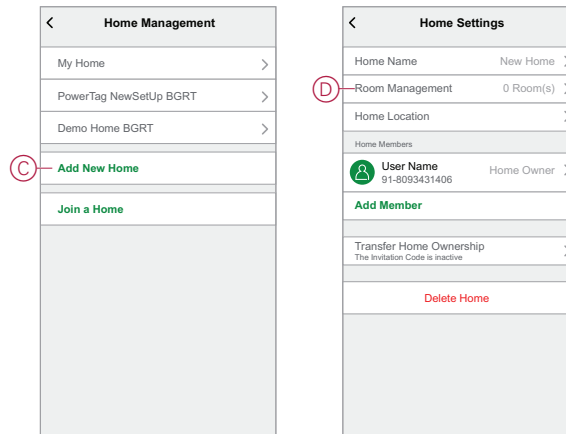 Home Management
My Home
PowerTag NewSetUp BGRT
Demo Home BGRT
C
Add New Home
Join a Home
Home Settings
Home Name New Home
D
Room Management 0 Room(s)
Home Location
Home Members
User Name Home Owner
91-8093431406
Add Member
Transfer Home Ownership
The Invitation Code is inactive
Delete Home